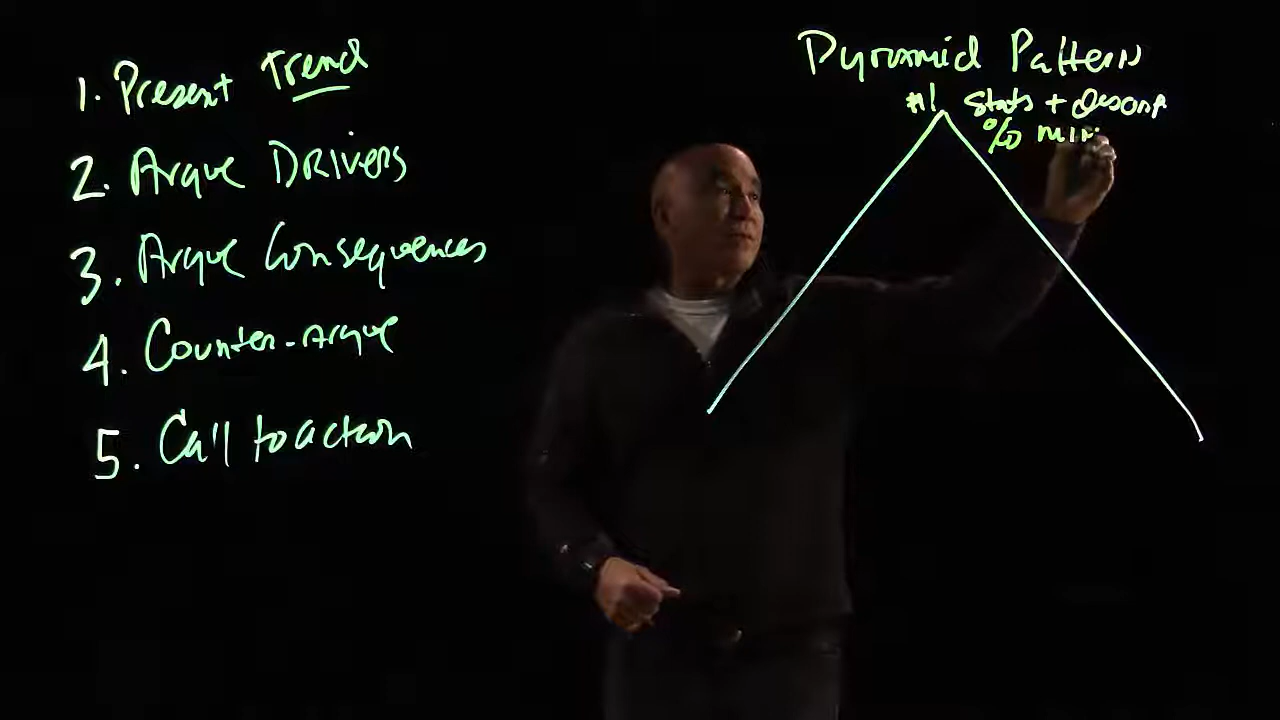 1. Present Trend
2. Argue Drivers
3. Argue Consequences
4. Counter-argue
5. Call to action
Pyramid Pattern
#1 Stats +
%